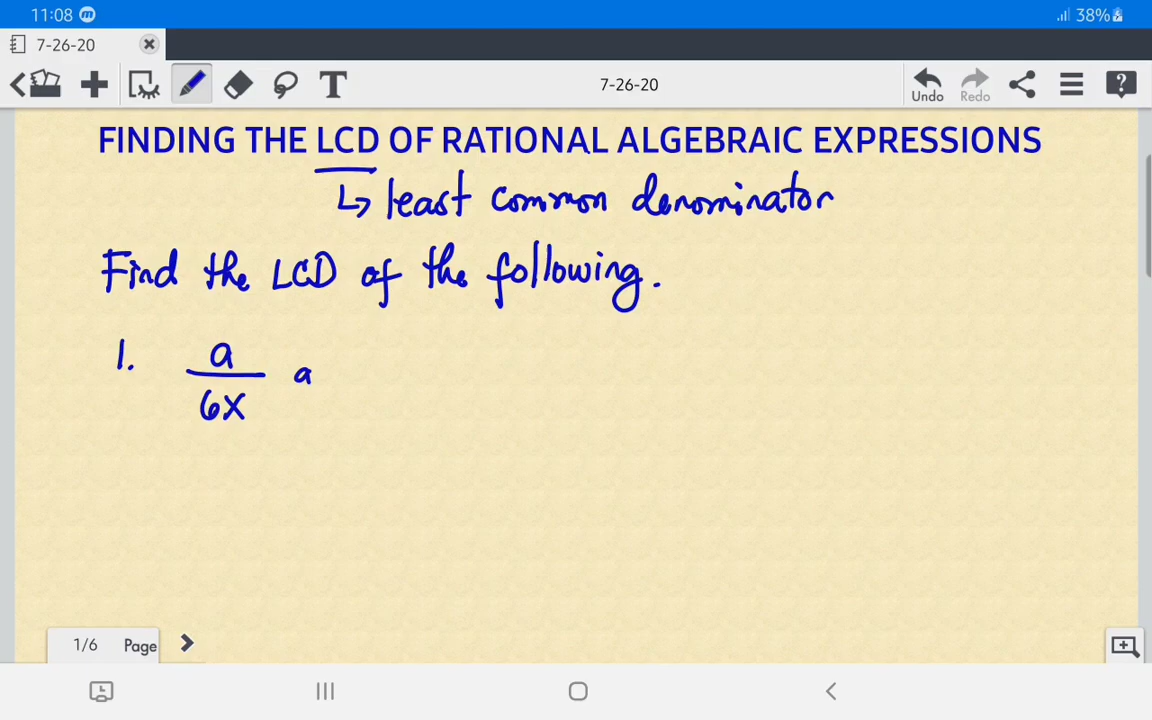 11:08 38%
7-26-20
7-26-20 Undo Redo
FINDING THE LCD OF RATIONAL ALGEBRAIC EXPRESSIONS
↳ least common denominator
Find the LCD of the following.
1. a
6x a
1/6 Page